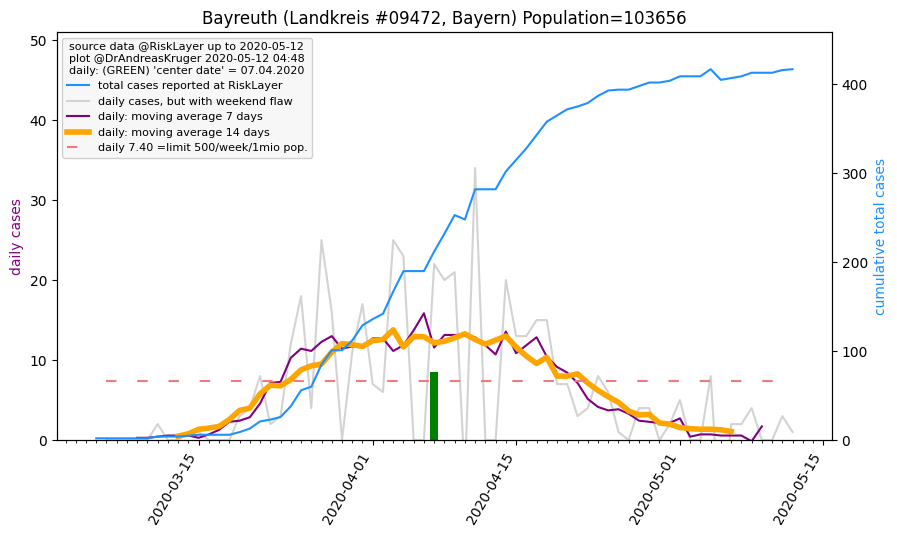 Bayreuth (Landkreis #09472, Bayern) Population=103656
source data @RiskLayer up to 2020-05-12
plot @DrAndreasKruger 2020-05-12 04:48
daily: (GREEN) 'center date' = 07.04.2020
total cases reported at RiskLayer
daily cases, but with weekend flaw
daily: moving average 7 days
daily: moving average 14 days
daily 7.40 =limit 500/week/1mio pop.
daily cases
50
40
30
20
10
0
cumulative total cases
400
300
200
100
0
2020-03-15
2020-04-01
2020-04-15
2020-05-01
2020-05-15